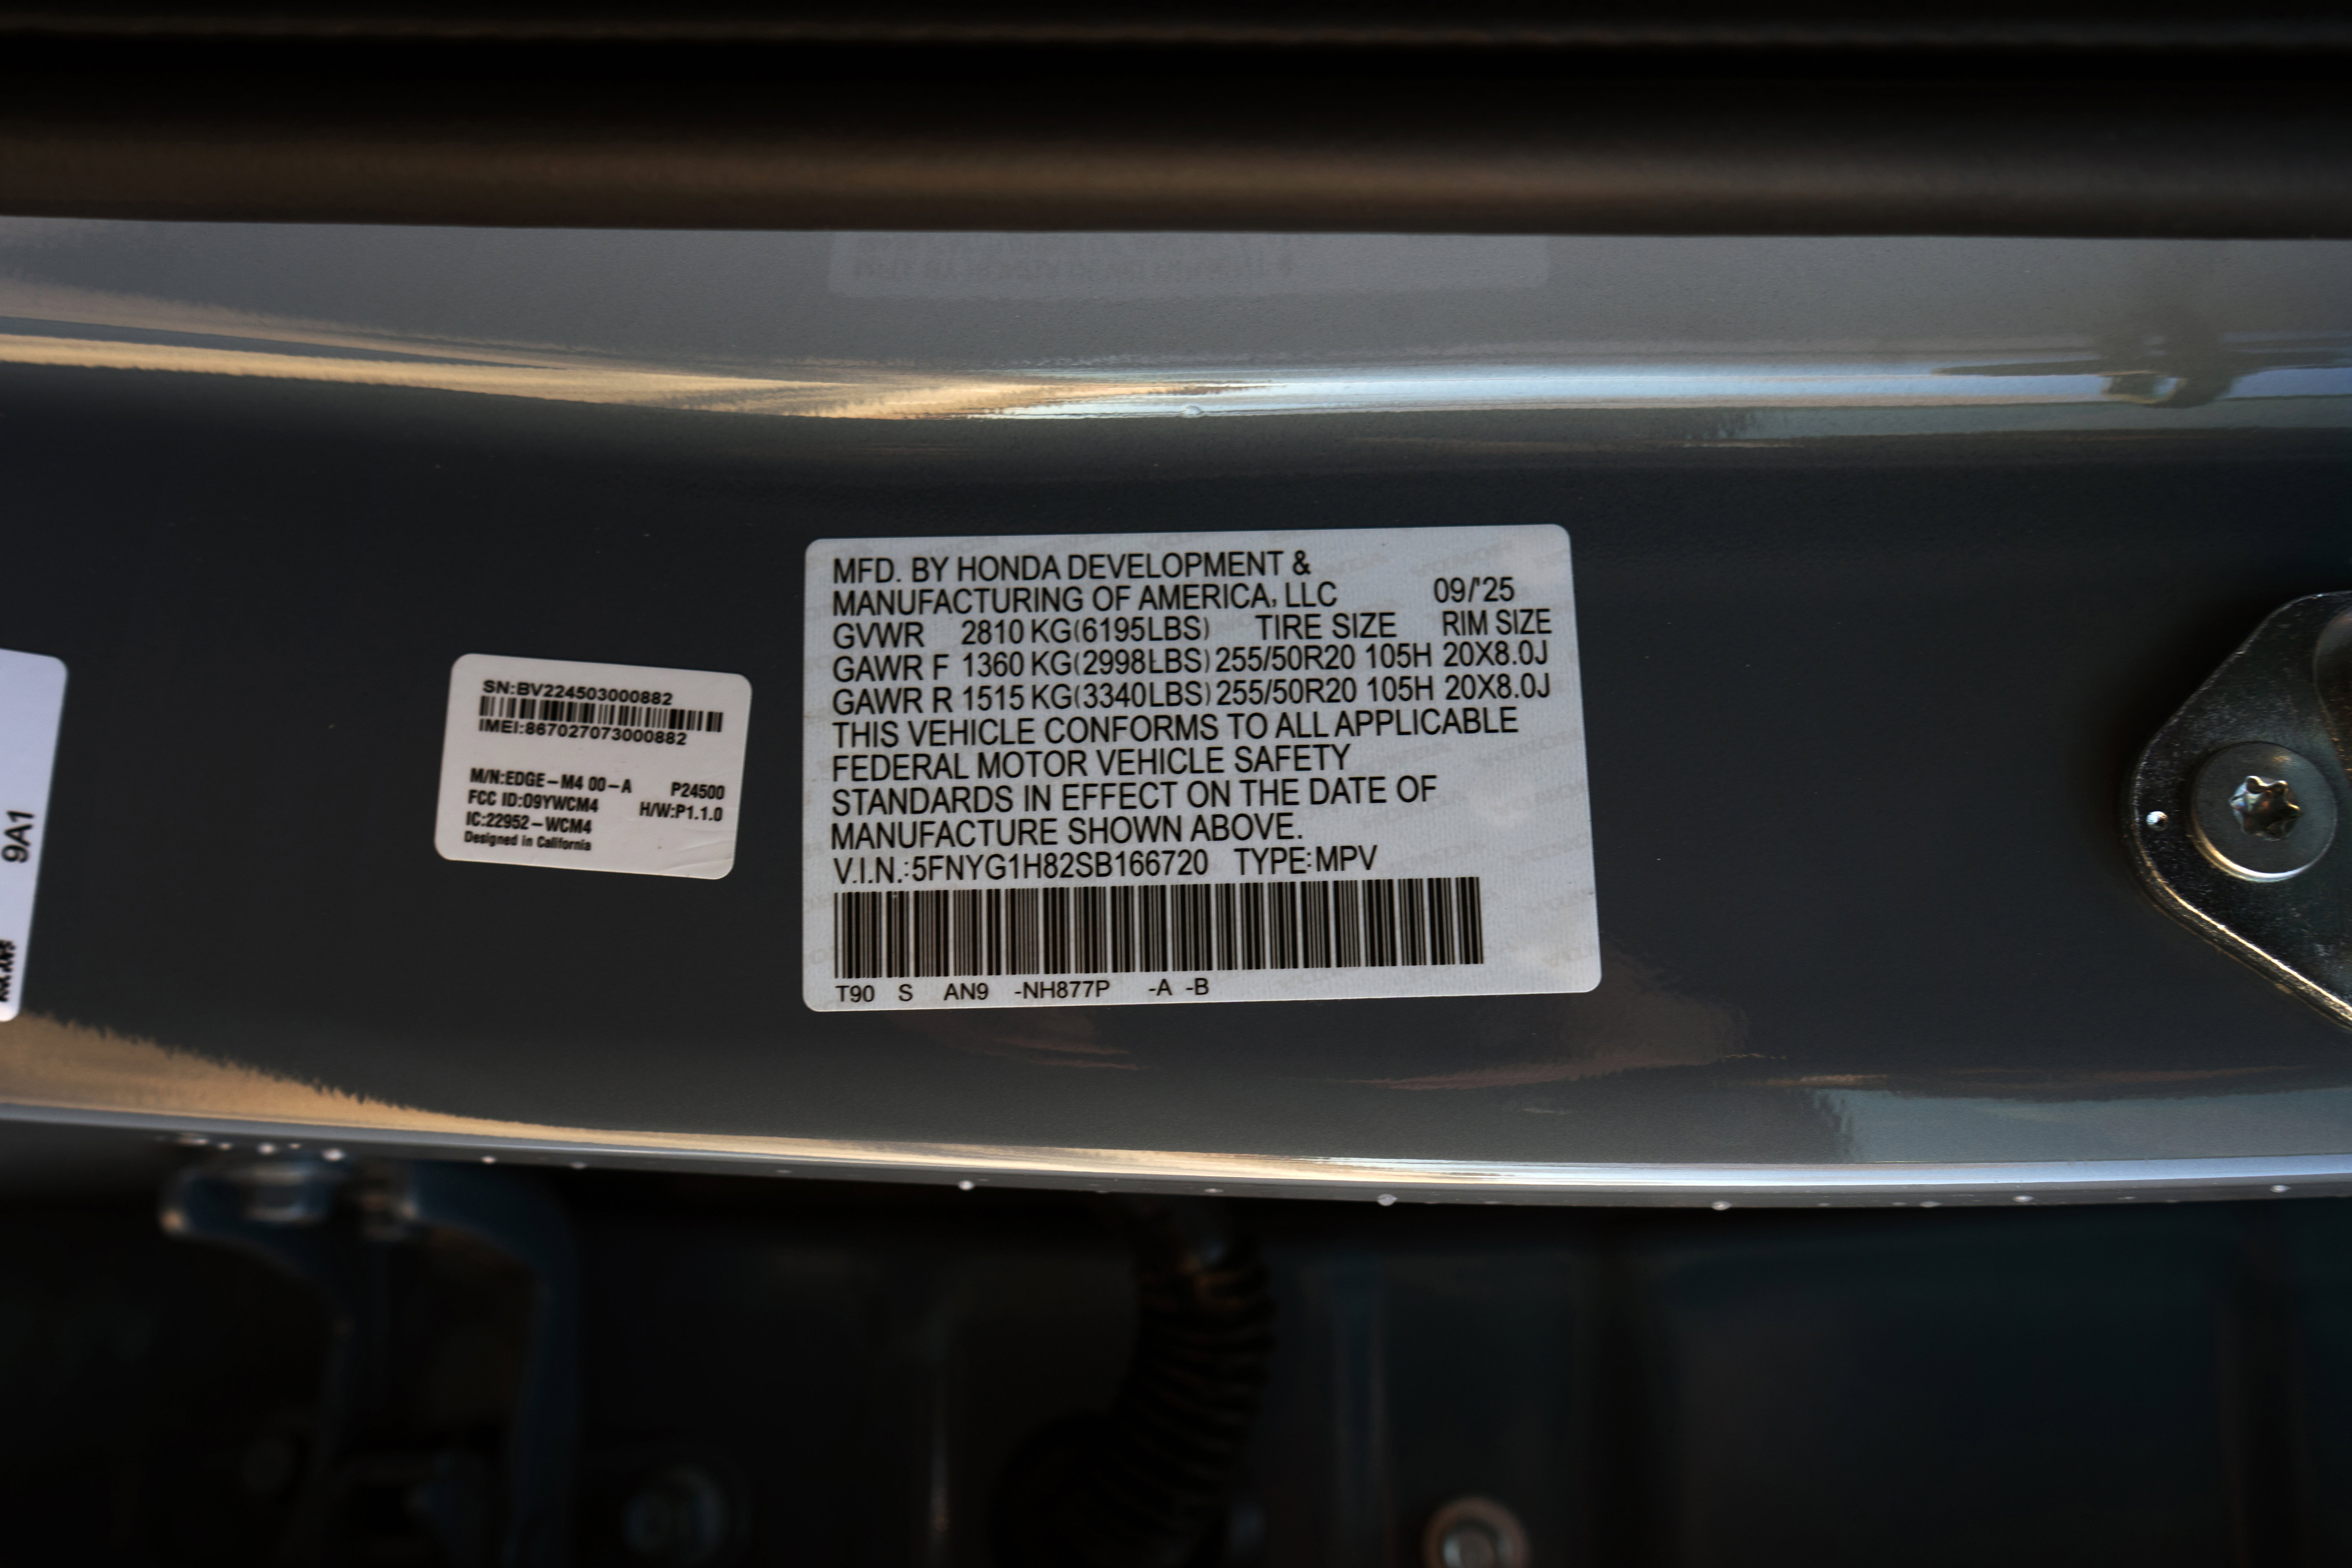 MFD. BY HONDA DEVELOPMENT &
MANUFACTURING OF AMERICA, LLC 09/'25
GVWR 2810 KG(6195LBS) TIRE SIZE RIM SIZE
GAWR F 1360 KG(2998LBS) 255/50R20 105H 20X8.0J
GAWR R 1515 KG(3340LBS) 255/50R20 105H 20X8.0J
THIS VEHICLE CONFORMS TO ALL APPLICABLE
FEDERAL MOTOR VEHICLE SAFETY
STANDARDS IN EFFECT ON THE DATE OF
MANUFACTURE SHOWN ABOVE.
V.I.N.:5FNYG1H82SB166720 TYPE:MPV
T90 S AN9 -NH877P -A -B
SN:BV224503000882
IMEI:867027073000882
M/N:EDGE-M4 00-A P24500
FCC ID:O9YWCM4 H/W:P1.1.0
IC:22952-WCM4
Designed in California
9A1